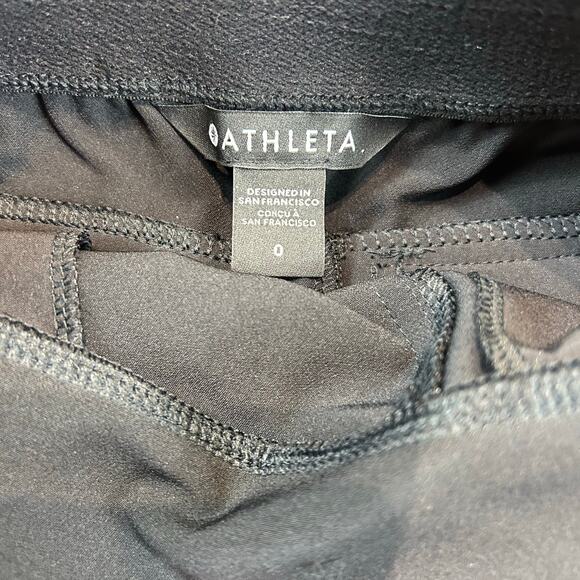 ATHLETA
DESIGNED IN
SAN FRANCISCO
CONÇU À
SAN FRANCISCO
0